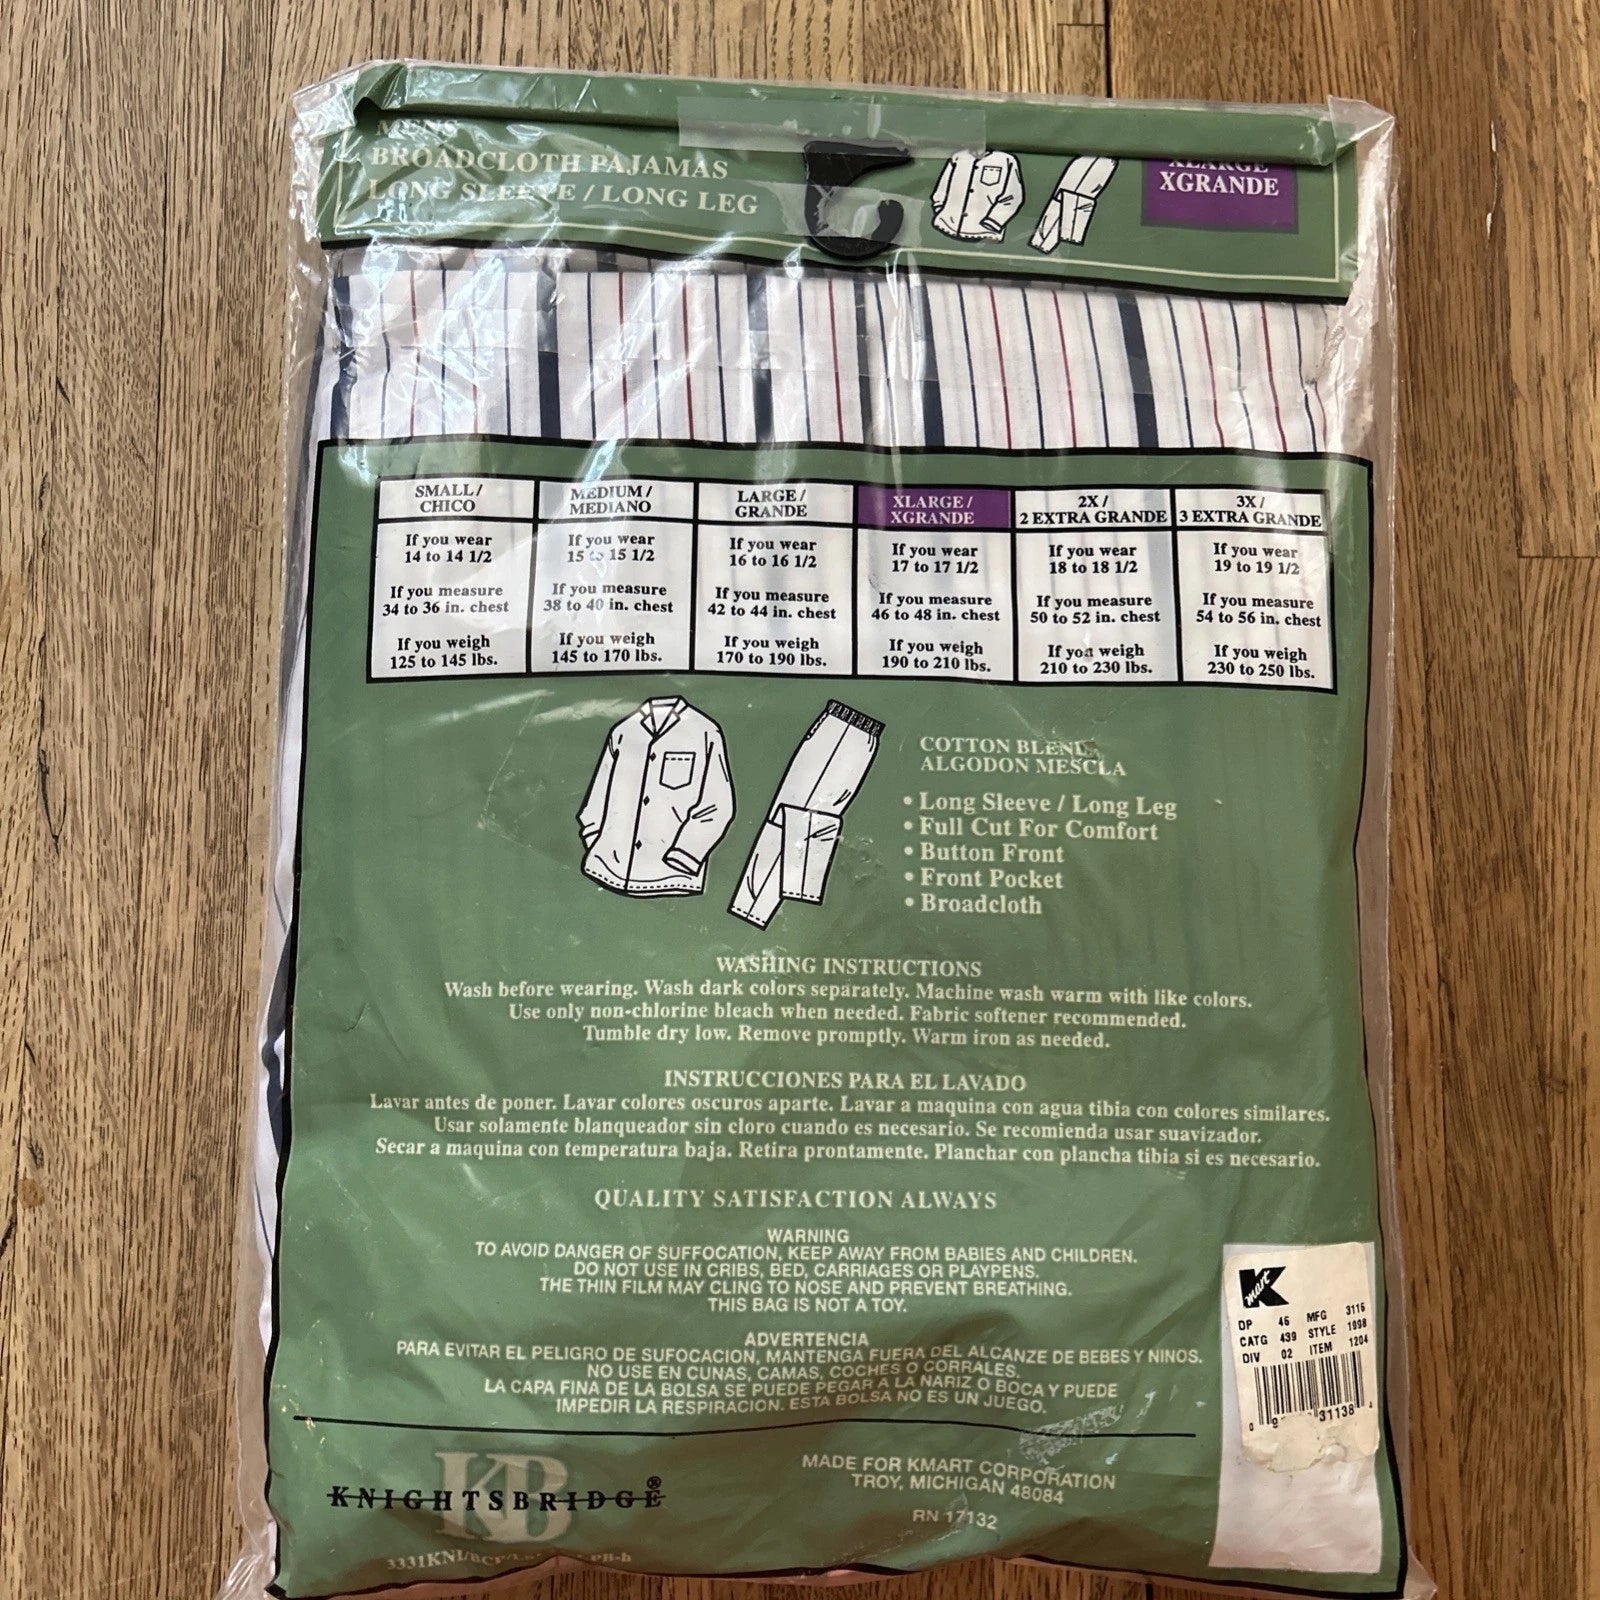 MENS
BROADCLOTH PAJAMAS
LONG SLEEVE / LONG LEG
XLARGE
XGRANDE
SMALL /
CHICO
If you wear
14 to 14 1/2
If you measure
34 to 36 in. chest
If you weigh
125 to 145 lbs.
MEDIUM /
MEDIANO
If you wear
15 to 15 1/2
If you measure
38 to 40 in. chest
If you weigh
145 to 170 lbs.
LARGE /
GRANDE
If you wear
16 to 16 1/2
If you measure
42 to 44 in. chest
If you weigh
170 to 190 lbs.
XLARGE /
XGRANDE
If you wear
17 to 17 1/2
If you measure
46 to 48 in. chest
If you weigh
190 to 210 lbs.
2X /
2 EXTRA GRANDE
If you wear
18 to 18 1/2
If you measure
50 to 52 in. chest
If you weigh
210 to 230 lbs.
3X /
3 EXTRA GRANDE
If you wear
19 to 19 1/2
If you measure
54 to 56 in. chest
If you weigh
230 to 250 lbs.
COTTON BLEND
ALGODON MESCLA
• Long Sleeve / Long Leg
• Full Cut For Comfort
• Button Front
• Front Pocket
• Broadcloth
WASHING INSTRUCTIONS
Wash before wearing. Wash dark colors separately. Machine wash warm with like colors.
Use only non-chlorine bleach when needed. Fabric softener recommended.
Tumble dry low. Remove promptly. Warm iron as needed.
INSTRUCCIONES PARA EL LAVADO
Lavar antes de poner. Lavar colores oscuros aparte. Lavar a maquina con agua tibia con colores similares.
Usar solamente blanqueador sin cloro cuando es necesario. Se recomienda usar suavizador.
Secar a maquina con temperatura baja. Retira prontamente. Planchar con plancha tibia si es necesario.
QUALITY SATISFACTION ALWAYS
WARNING
TO AVOID DANGER OF SUFFOCATION, KEEP AWAY FROM BABIES AND CHILDREN.
DO NOT USE IN CRIBS, BED, CARRIAGES OR PLAYPENS.
THE THIN FILM MAY CLING TO NOSE AND PREVENT BREATHING.
THIS BAG IS NOT A TOY.
ADVERTENCIA
PARA EVITAR EL PELIGRO DE SUFOCACION, MANTENGA FUERA DEL ALCANZE DE BEBES Y NINOS.
NO USE EN CUNAS, CAMAS, COCHES O CORRALES.
LA CAPA FINA DE LA BOLSA SE PUEDE PEGAR A LA NARIZ O BOCA Y PUEDE
IMPEDIR LA RESPIRACION. ESTA BOLSA NO ES UN JUEGO.
K mart
DP 46 MFG 3116
CATG 439 STYLE 1998
DIV 02 ITEM 1204
31138
KB
KNIGHTSBRIDGE®
MADE FOR KMART CORPORATION
TROY, MICHIGAN 48084
RN 17132